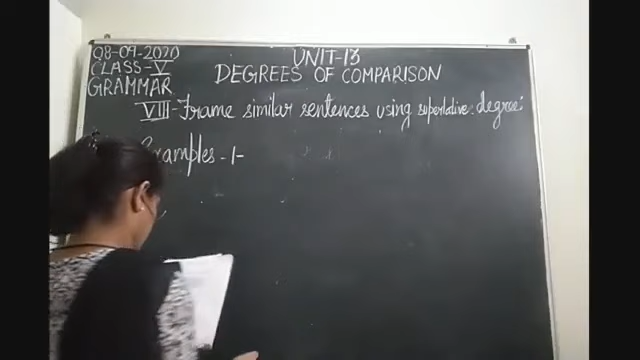 08-09-2020
CLASS-V
GRAMMAR
UNIT-13
DEGREES OF COMPARISON
VIII-Frame similar sentences using superlative degree:
Examples-1-